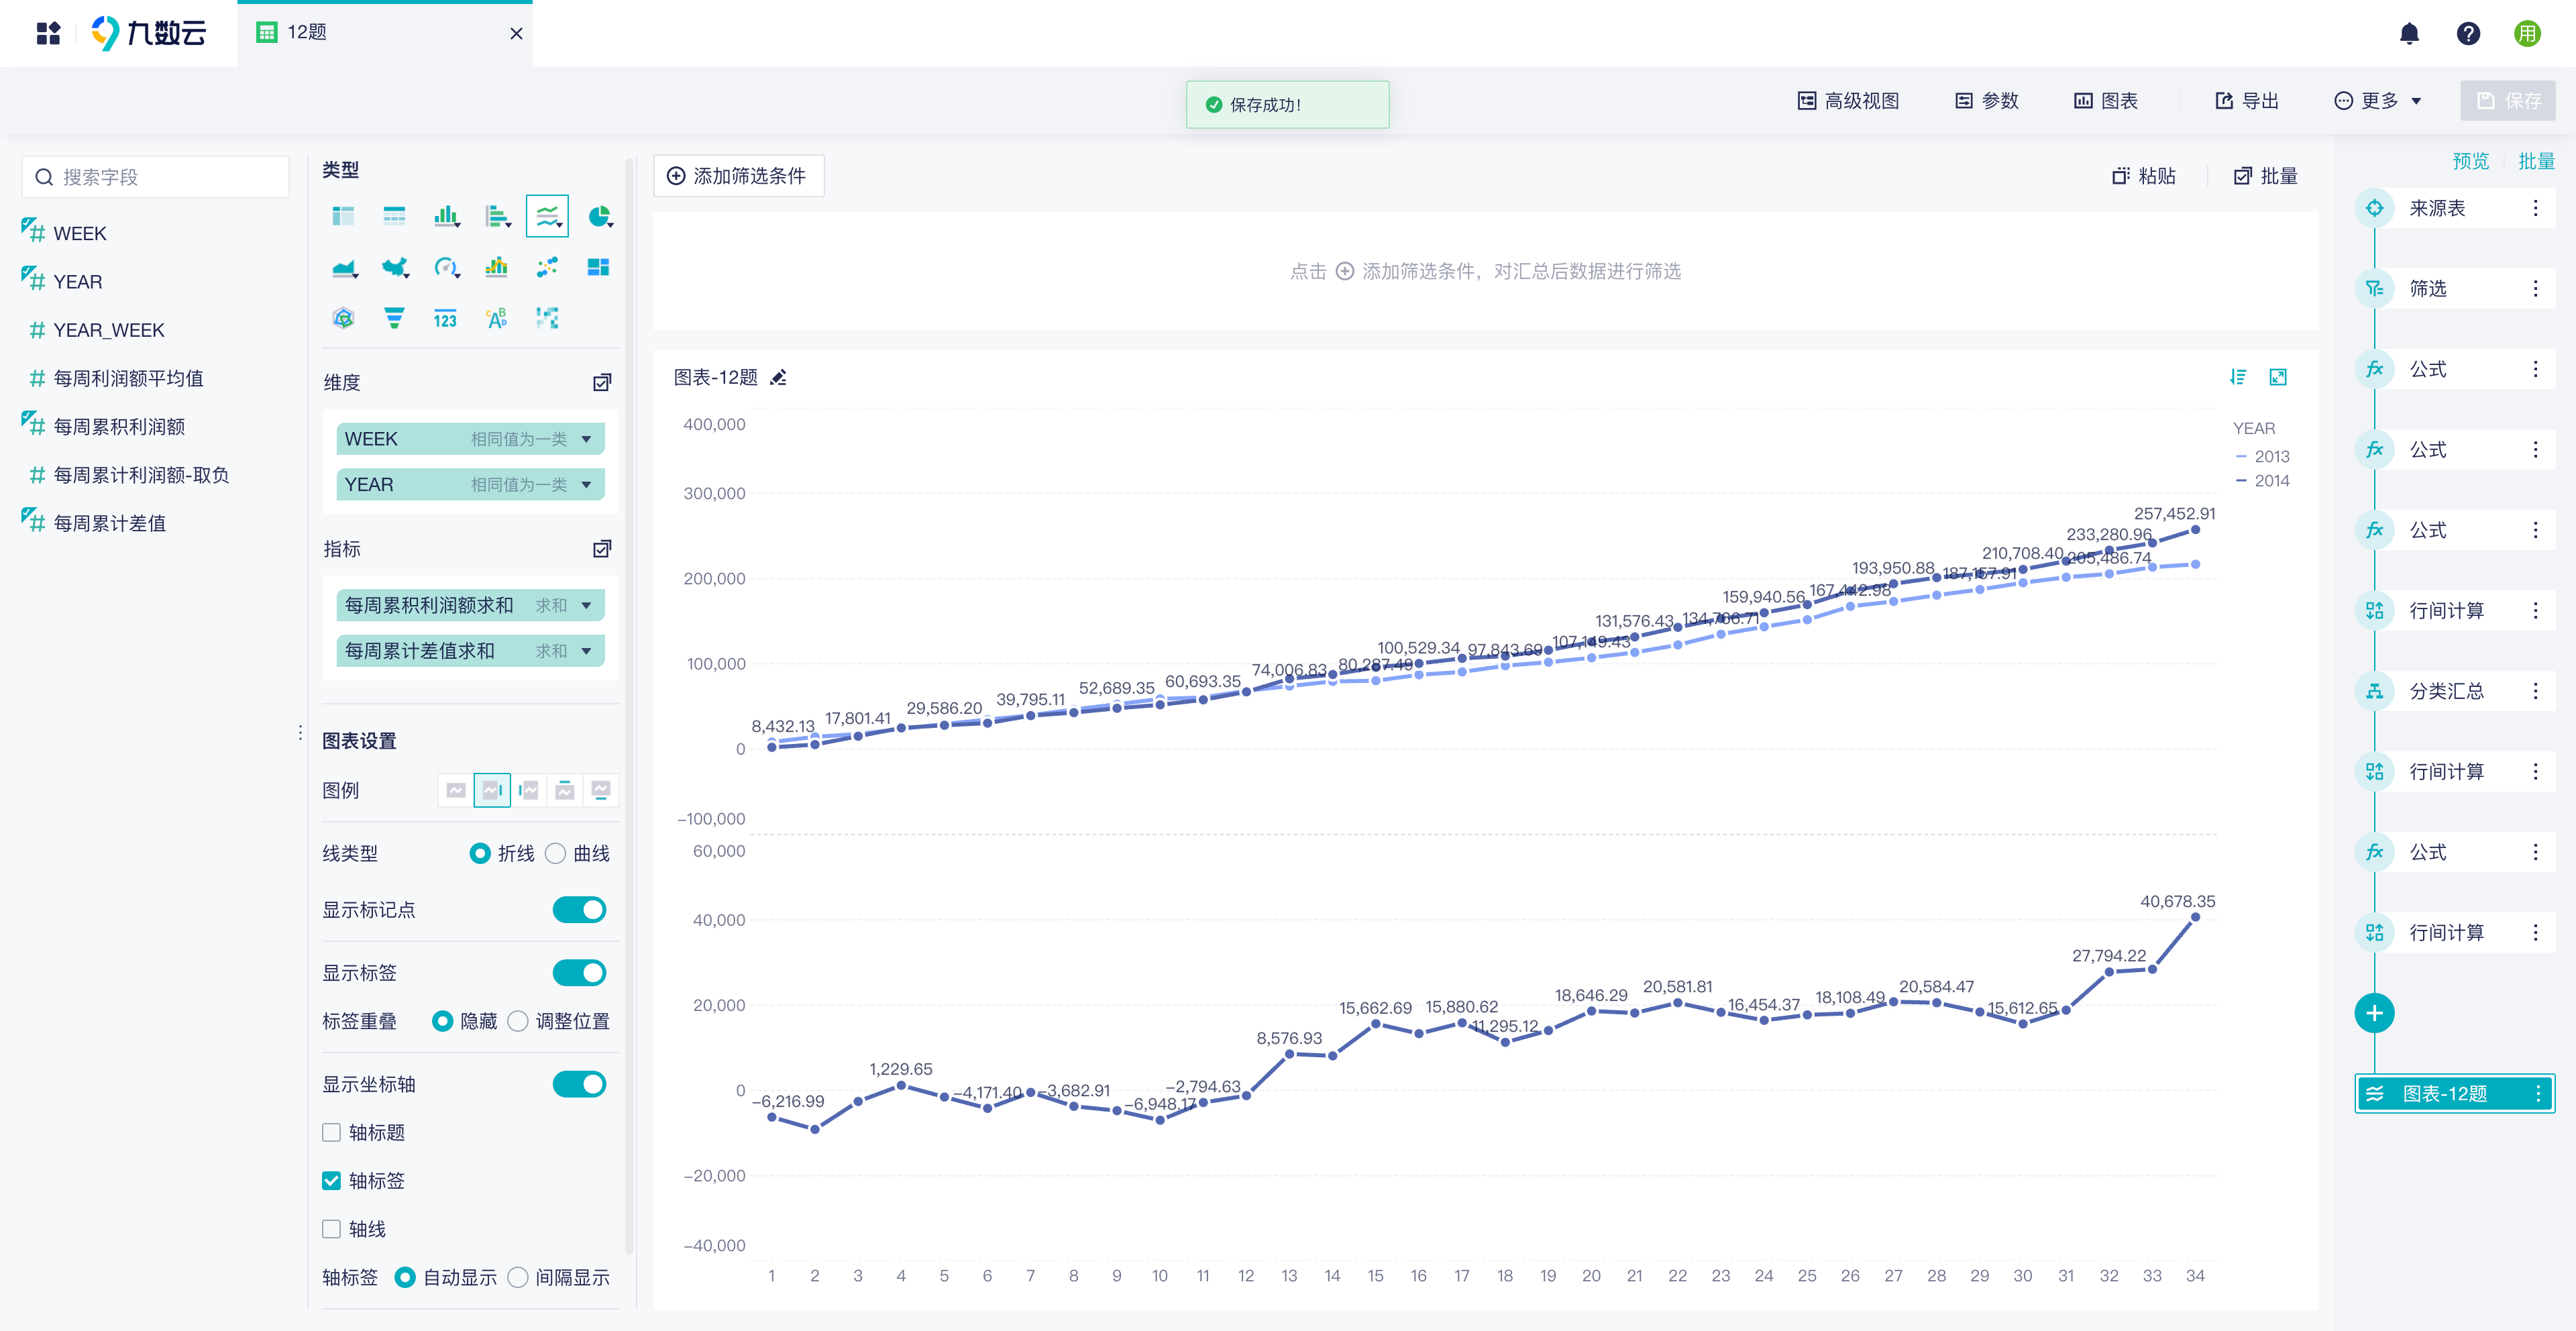 九数云
12题
用
保存成功！
高级视图
参数
图表
导出
更多
保存
搜索字段
WEEK
YEAR
YEAR_WEEK
每周利润额平均值
每周累积利润额
每周累计利润额-取负
每周累计差值
类型
123
维度
WEEK 相同值为一类
YEAR 相同值为一类
指标
每周累积利润额求和 求和
每周累计差值求和 求和
图表设置
图例
线类型 折线 曲线
显示标记点
显示标签
标签重叠 隐藏 调整位置
显示坐标轴
轴标题
轴标签
轴线
轴标签 自动显示 间隔显示
添加筛选条件
粘贴
批量
点击 添加筛选条件，对汇总后数据进行筛选
图表-12题
YEAR
2013
2014
400,000
300,000
200,000
100,000
0
−100,000
8,432.13
17,801.41
29,586.20
39,795.11
52,689.35
60,693.35
74,006.83
80,287.49
100,529.34
97,843.69
107,149.43
131,576.43
134,766.71
159,940.56
167,442.98
193,950.88
187,157.91
210,708.40
205,486.74
233,280.96
257,452.91
60,000
40,000
20,000
0
−20,000
−40,000
−6,216.99
1,229.65
−4,171.40
−3,682.91
−6,948.17
−2,794.63
8,576.93
15,662.69
15,880.62
11,295.12
18,646.29
20,581.81
16,454.37
18,108.49
20,584.47
15,612.65
27,794.22
40,678.35
1 2 3 4 5 6 7 8 9 10 11 12 13 14 15 16 17 18 19 20 21 22 23 24 25 26 27 28 29 30 31 32 33 34
预览 批量
来源表
筛选
公式
公式
公式
行间计算
分类汇总
行间计算
公式
行间计算
图表-12题